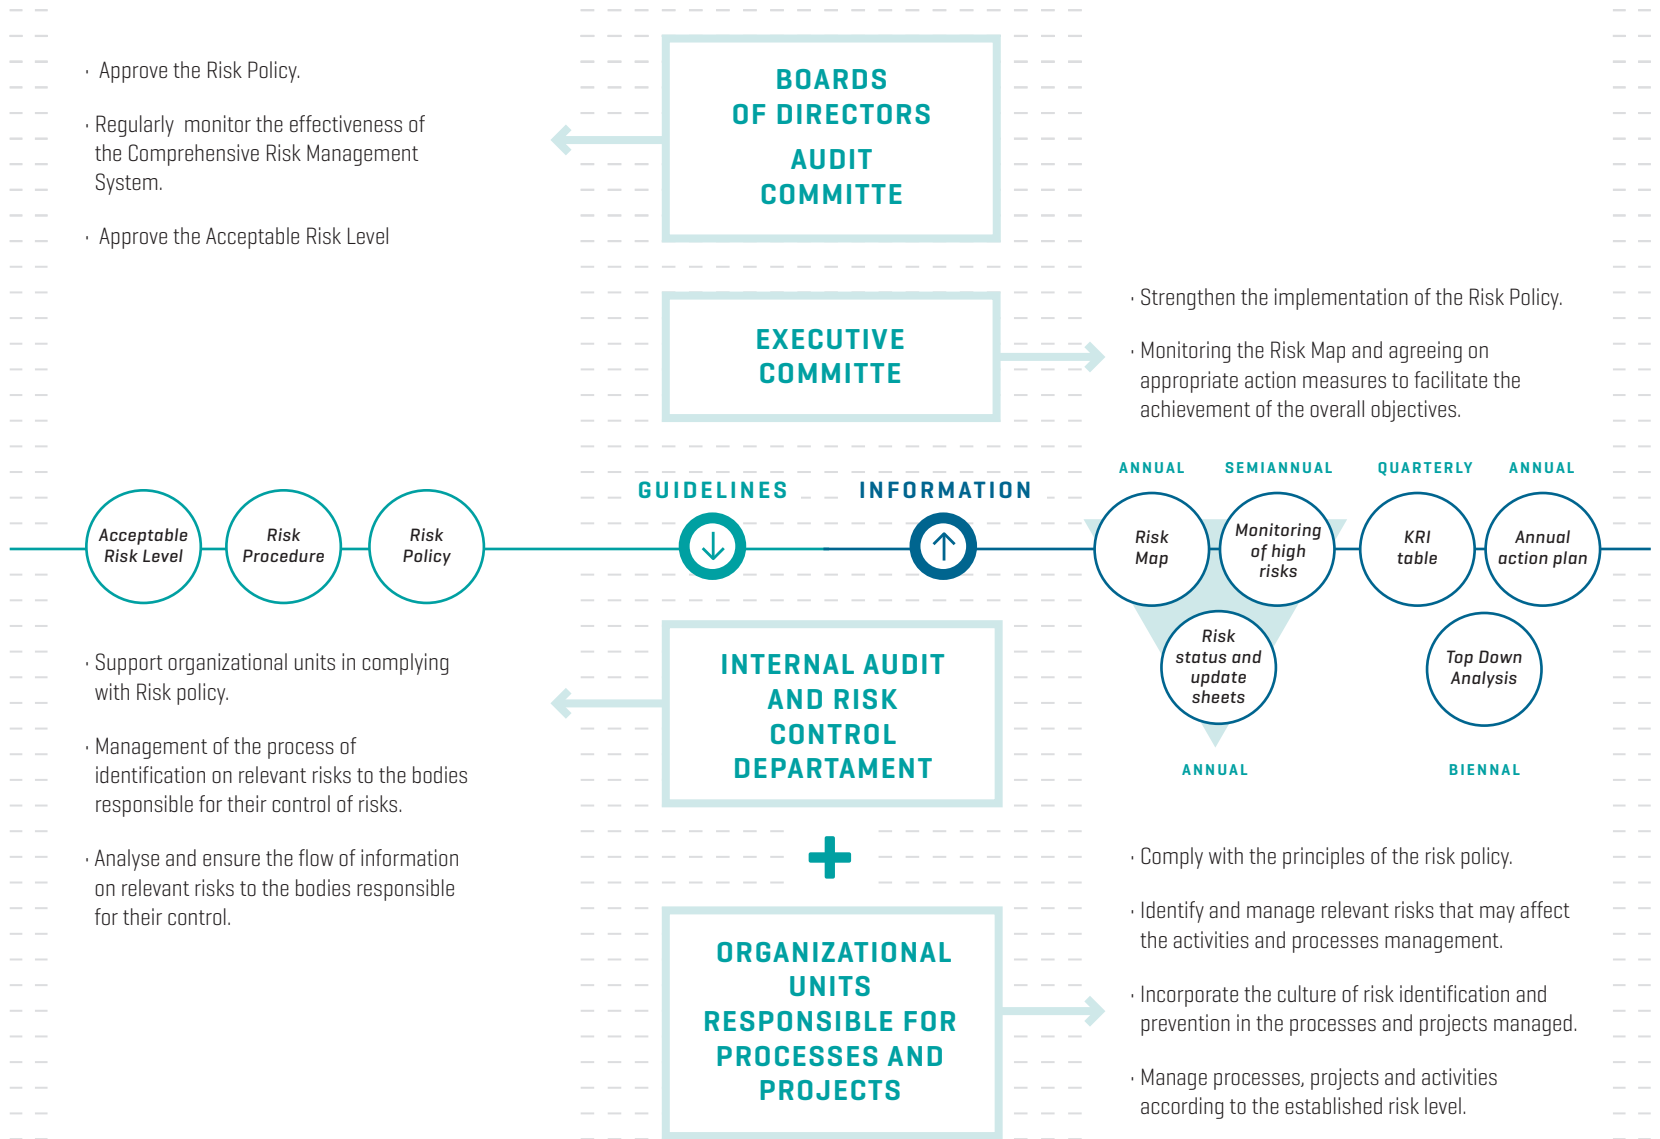 · Approve the Risk Policy.
· Regularly monitor the effectiveness of
the Comprehensive Risk Management
System.
· Approve the Acceptable Risk Level
BOARDS
OF DIRECTORS
AUDIT
COMMITTE
EXECUTIVE
COMMITTE
· Strengthen the implementation of the Risk Policy.
· Monitoring the Risk Map and agreeing on
appropriate action measures to facilitate the
achievement of the overall objectives.
Acceptable
Risk Level
Risk
Procedure
Risk
Policy
GUIDELINES
INFORMATION
ANNUAL
SEMIANNUAL
QUARTERLY
ANNUAL
Risk
Map
Monitoring
of high
risks
KRI
table
Annual
action plan
Risk
status and
update
sheets
Top Down
Analysis
ANNUAL
BIENNAL
· Support organizational units in complying
with Risk policy.
· Management of the process of
identification on relevant risks to the bodies
responsible for their control of risks.
· Analyse and ensure the flow of information
on relevant risks to the bodies responsible
for their control.
INTERNAL AUDIT
AND RISK
CONTROL
DEPARTAMENT
ORGANIZATIONAL
UNITS
RESPONSIBLE FOR
PROCESSES AND
PROJECTS
· Comply with the principles of the risk policy.
· Identify and manage relevant risks that may affect
the activities and processes management.
· Incorporate the culture of risk identification and
prevention in the processes and projects managed.
· Manage processes, projects and activities
according to the established risk level.